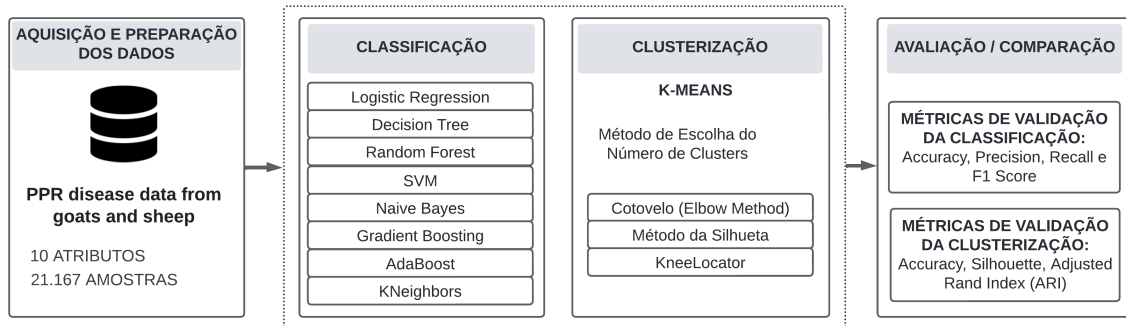 AQUISIÇÃO E PREPARAÇÃO
DOS DADOS
PPR disease data from
goats and sheep
10 ATRIBUTOS
21.167 AMOSTRAS
CLASSIFICAÇÃO
Logistic Regression
Decision Tree
Random Forest
SVM
Naive Bayes
Gradient Boosting
AdaBoost
KNeighbors
CLUSTERIZAÇÃO
K-MEANS
Método de Escolha do
Número de Clusters
Cotovelo (Elbow Method)
Método da Silhueta
KneeLocator
AVALIAÇÃO / COMPARAÇÃO
MÉTRICAS DE VALIDAÇÃO
DA CLASSIFICAÇÃO:
Accuracy, Precision, Recall e
F1 Score
MÉTRICAS DE VALIDAÇÃO
DA CLUSTERIZAÇÃO:
Accuracy, Silhouette, Adjusted
Rand Index (ARI)